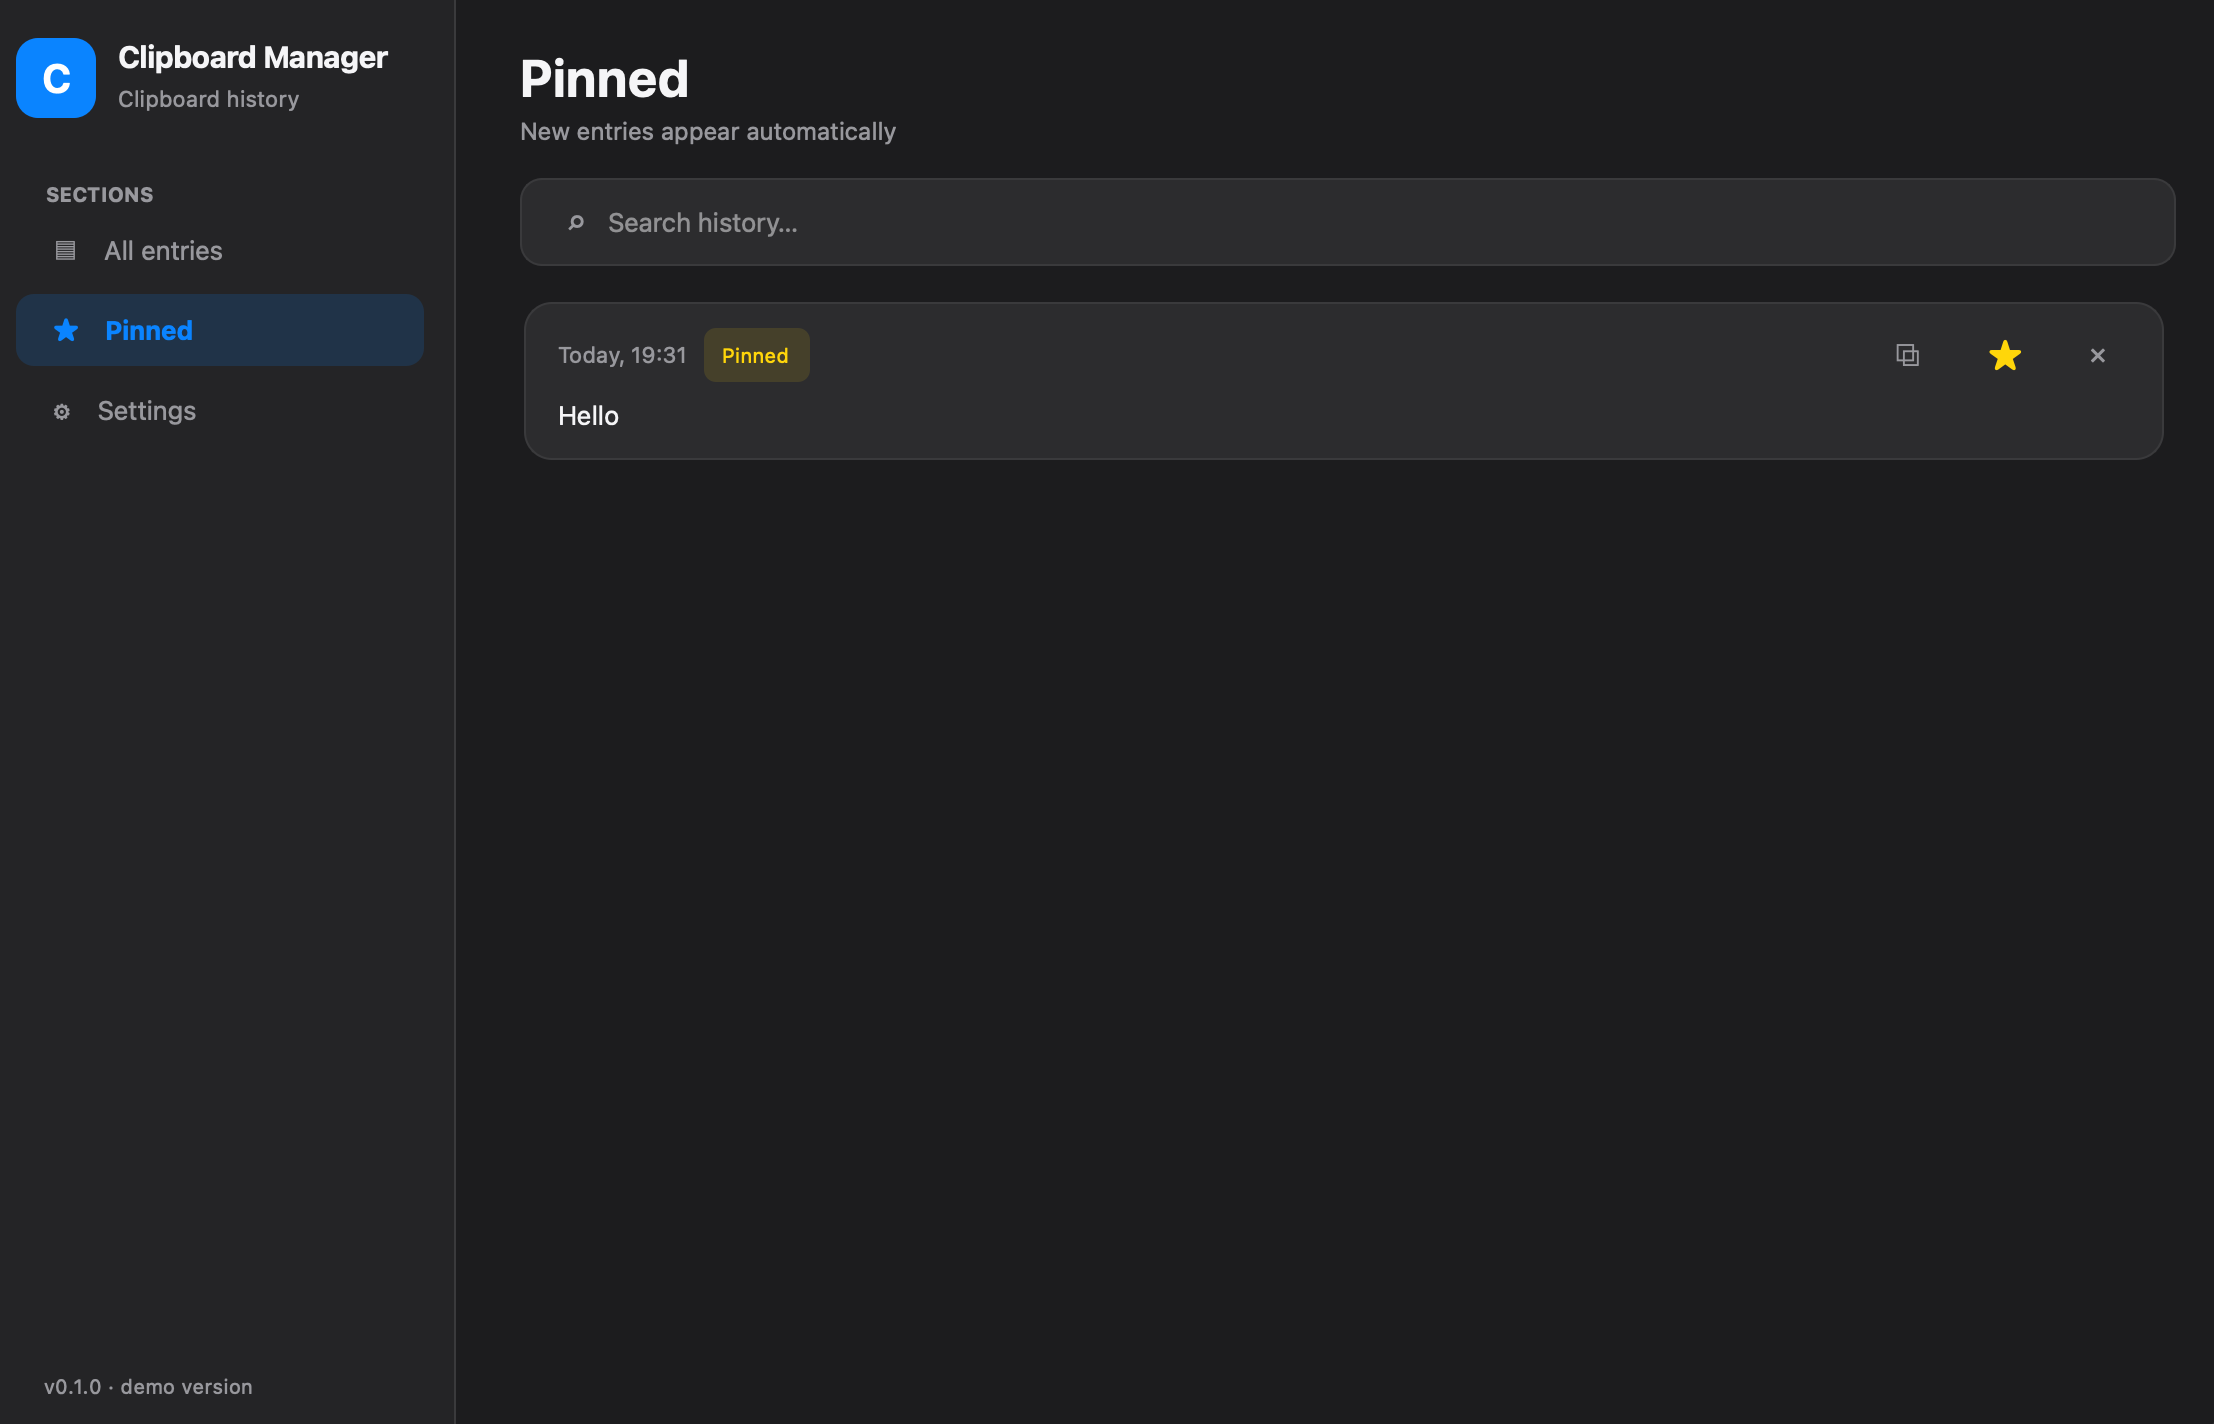 C
Clipboard Manager
Clipboard history
SECTIONS
All entries
Pinned
Settings
v0.1.0 · demo version
Pinned
New entries appear automatically
Search history...
Today, 19:31 Pinned
Hello